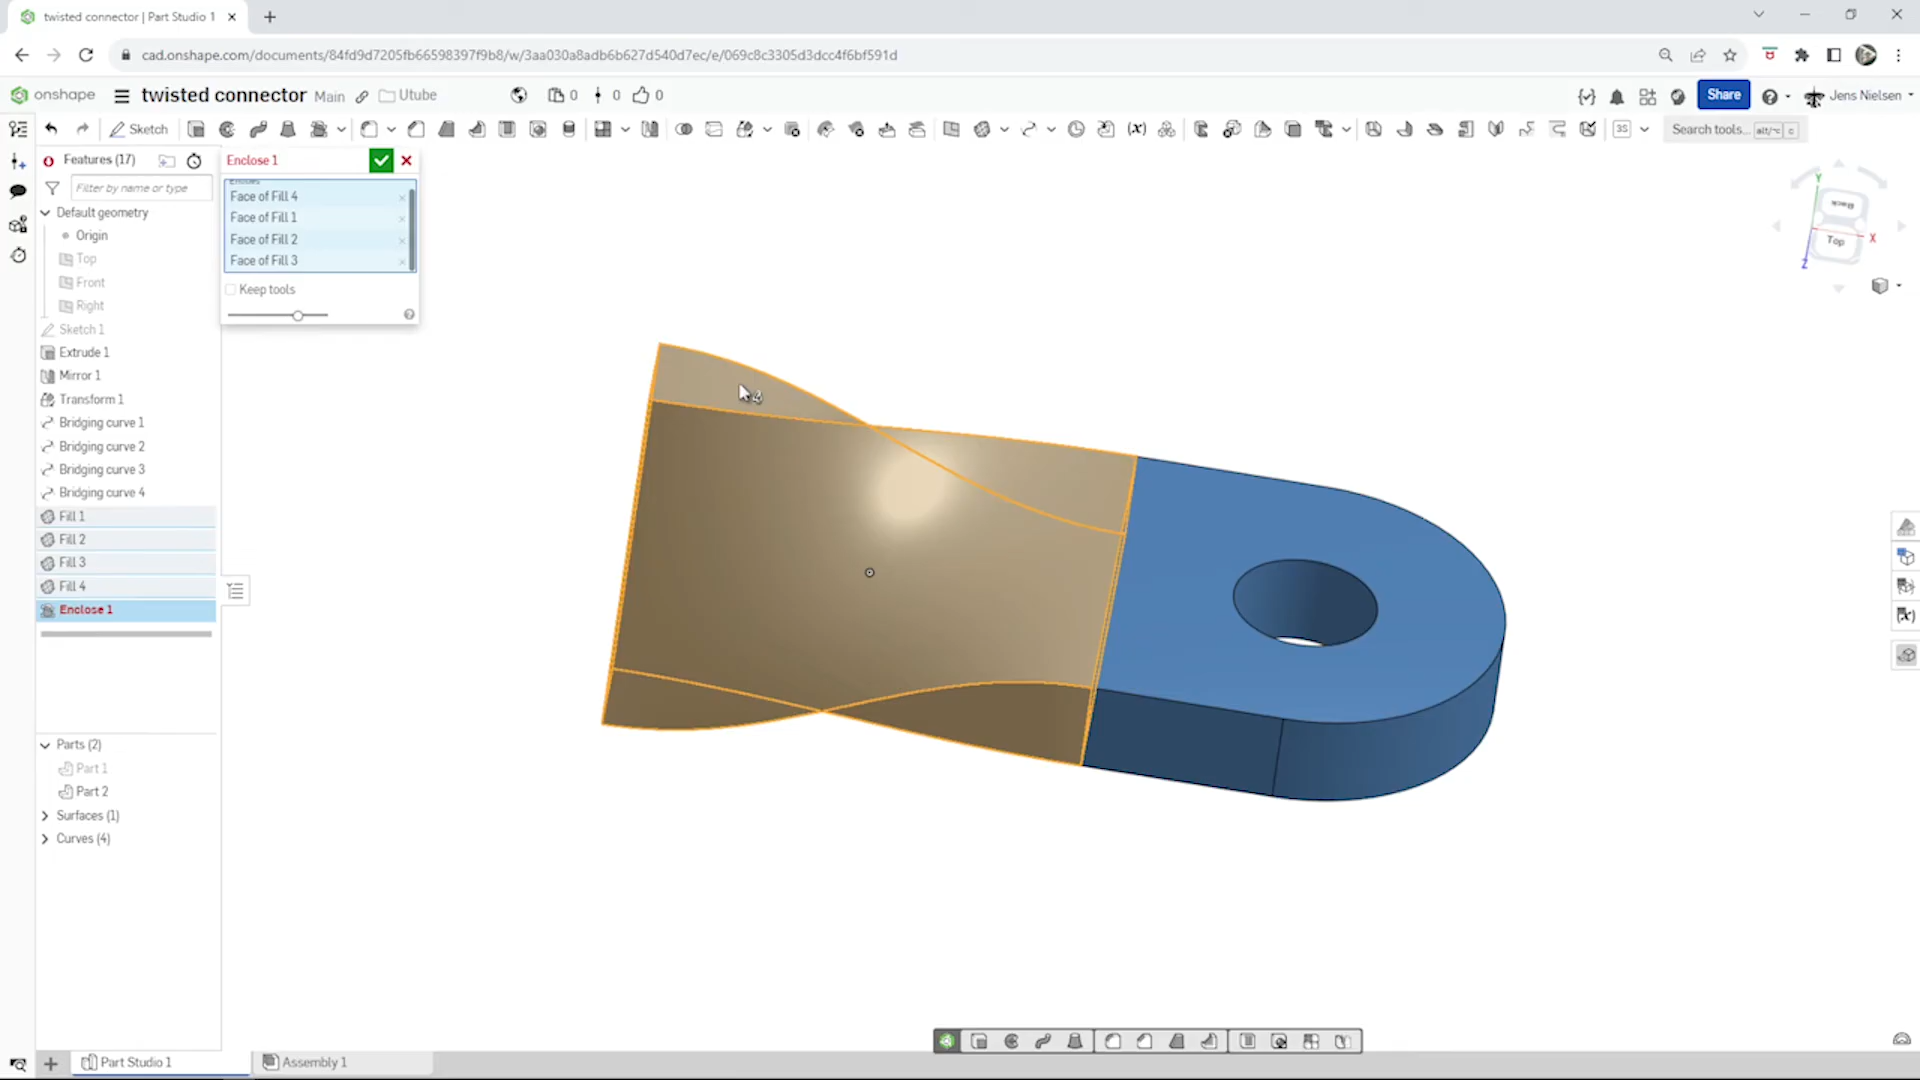 twisted connector | Part Studio 1
cad.onshape.com/documents/84fd9d7205fb66598397f9b8/w/3aa030a8adb6b627d540d7ec/e/069c8c3305d3dcc4f6bf591d
onshape
twisted connector Main
Utube
0
0
0
Share
Jens Nielsen
Sketch
Search tools... alt/⌥ c
Features (17)
Filter by name or type
Default geometry
Origin
Top
Front
Right
Sketch 1
Extrude 1
Mirror 1
Transform 1
Bridging curve 1
Bridging curve 2
Bridging curve 3
Bridging curve 4
Fill 1
Fill 2
Fill 3
Fill 4
Enclose 1
Parts (2)
Part 1
Part 2
Surfaces (1)
Curves (4)
Enclose 1
Entities
Face of Fill 4
Face of Fill 1
Face of Fill 2
Face of Fill 3
Keep tools
4
Y
Back
Top
X
Z
Part Studio 1
Assembly 1